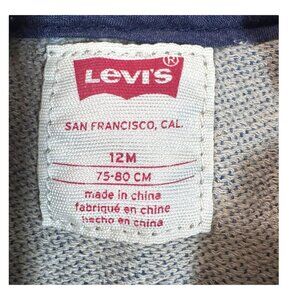 LEVI'S®
SAN FRANCISCO, CAL.
12M
75-80 CM
made in china
fabriqué en chine
hecho en china